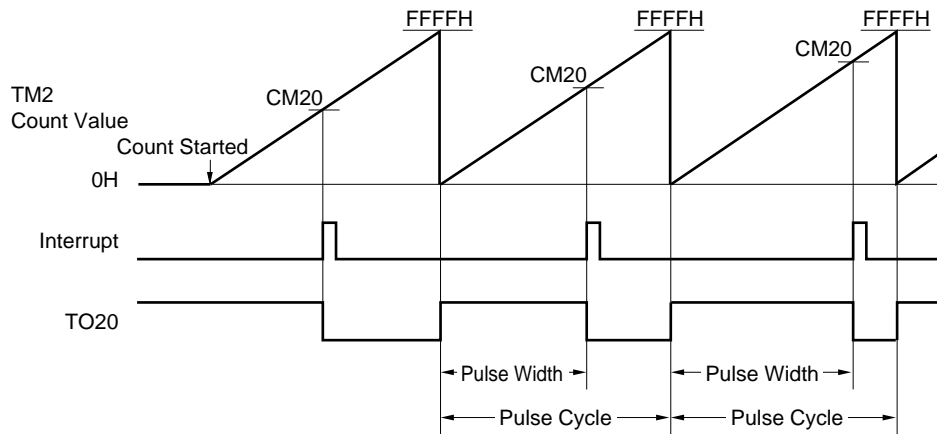 FFFFH FFFFH FFFFH
CM20 CM20 CM20
TM2
Count Value
Count Started
0H
Interrupt
TO20
Pulse Width Pulse Width
Pulse Cycle Pulse Cycle